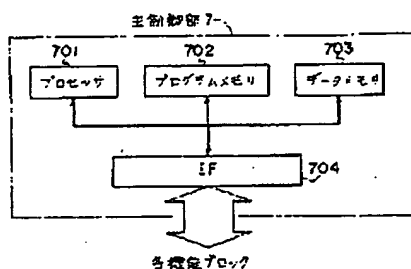 主制御部 7
701
702
703
プロセッサ
プログラムメモリ
データメモリ
IF
704
各機能ブロック